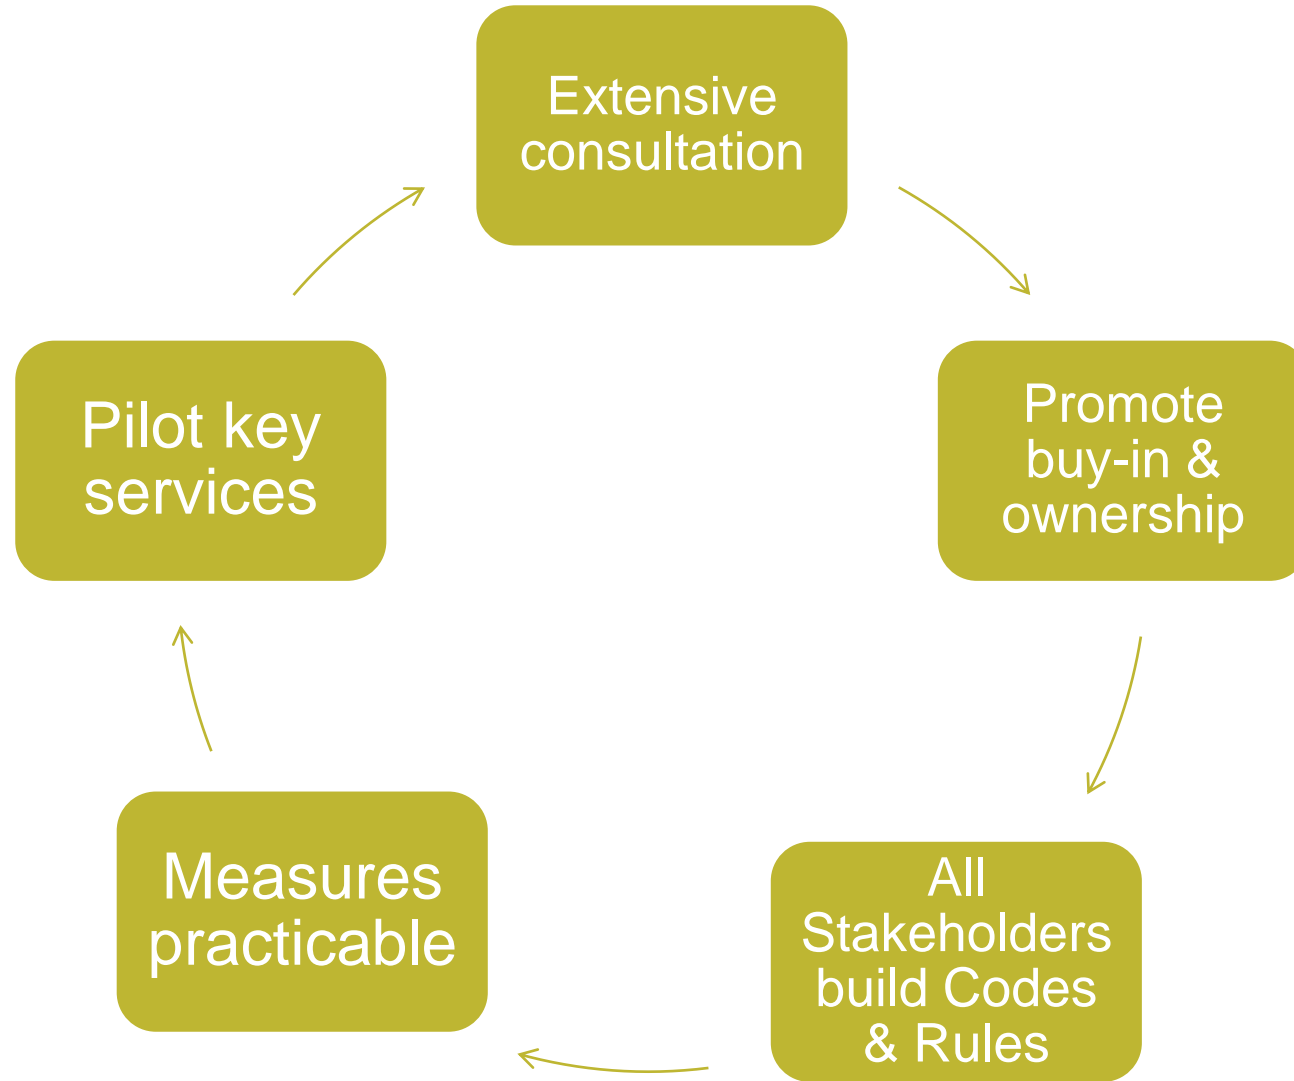 Extensive
consultation
Promote
buy-in &
ownership
All
Stakeholders
build Codes
& Rules
Measures
practicable
Pilot key
services